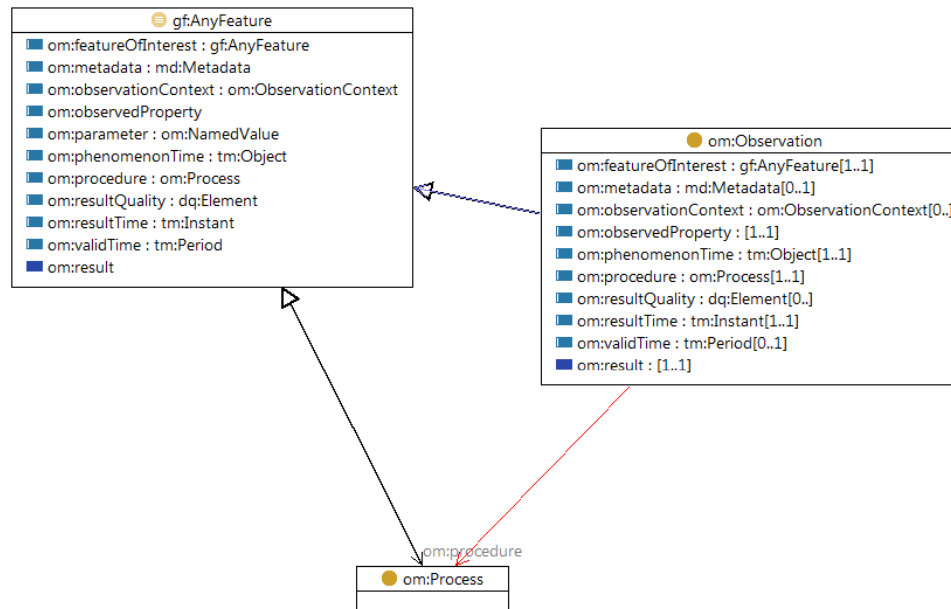 gf:AnyFeature
om:featureOfInterest : gf:AnyFeature
om:metadata : md:Metadata
om:observationContext : om:ObservationContext
om:observedProperty
om:parameter : om:NamedValue
om:phenomenonTime : tm:Object
om:procedure : om:Process
om:resultQuality : dq:Element
om:resultTime : tm:Instant
om:validTime : tm:Period
om:result
om:Observation
om:featureOfInterest : gf:AnyFeature[1..1]
om:metadata : md:Metadata[0..1]
om:observationContext : om:ObservationContext[0..]
om:observedProperty : [1..1]
om:phenomenonTime : tm:Object[1..1]
om:procedure : om:Process[1..1]
om:resultQuality : dq:Element[0..]
om:resultTime : tm:Instant[1..1]
om:validTime : tm:Period[0..1]
om:result : [1..1]
om:procedure
om:Process